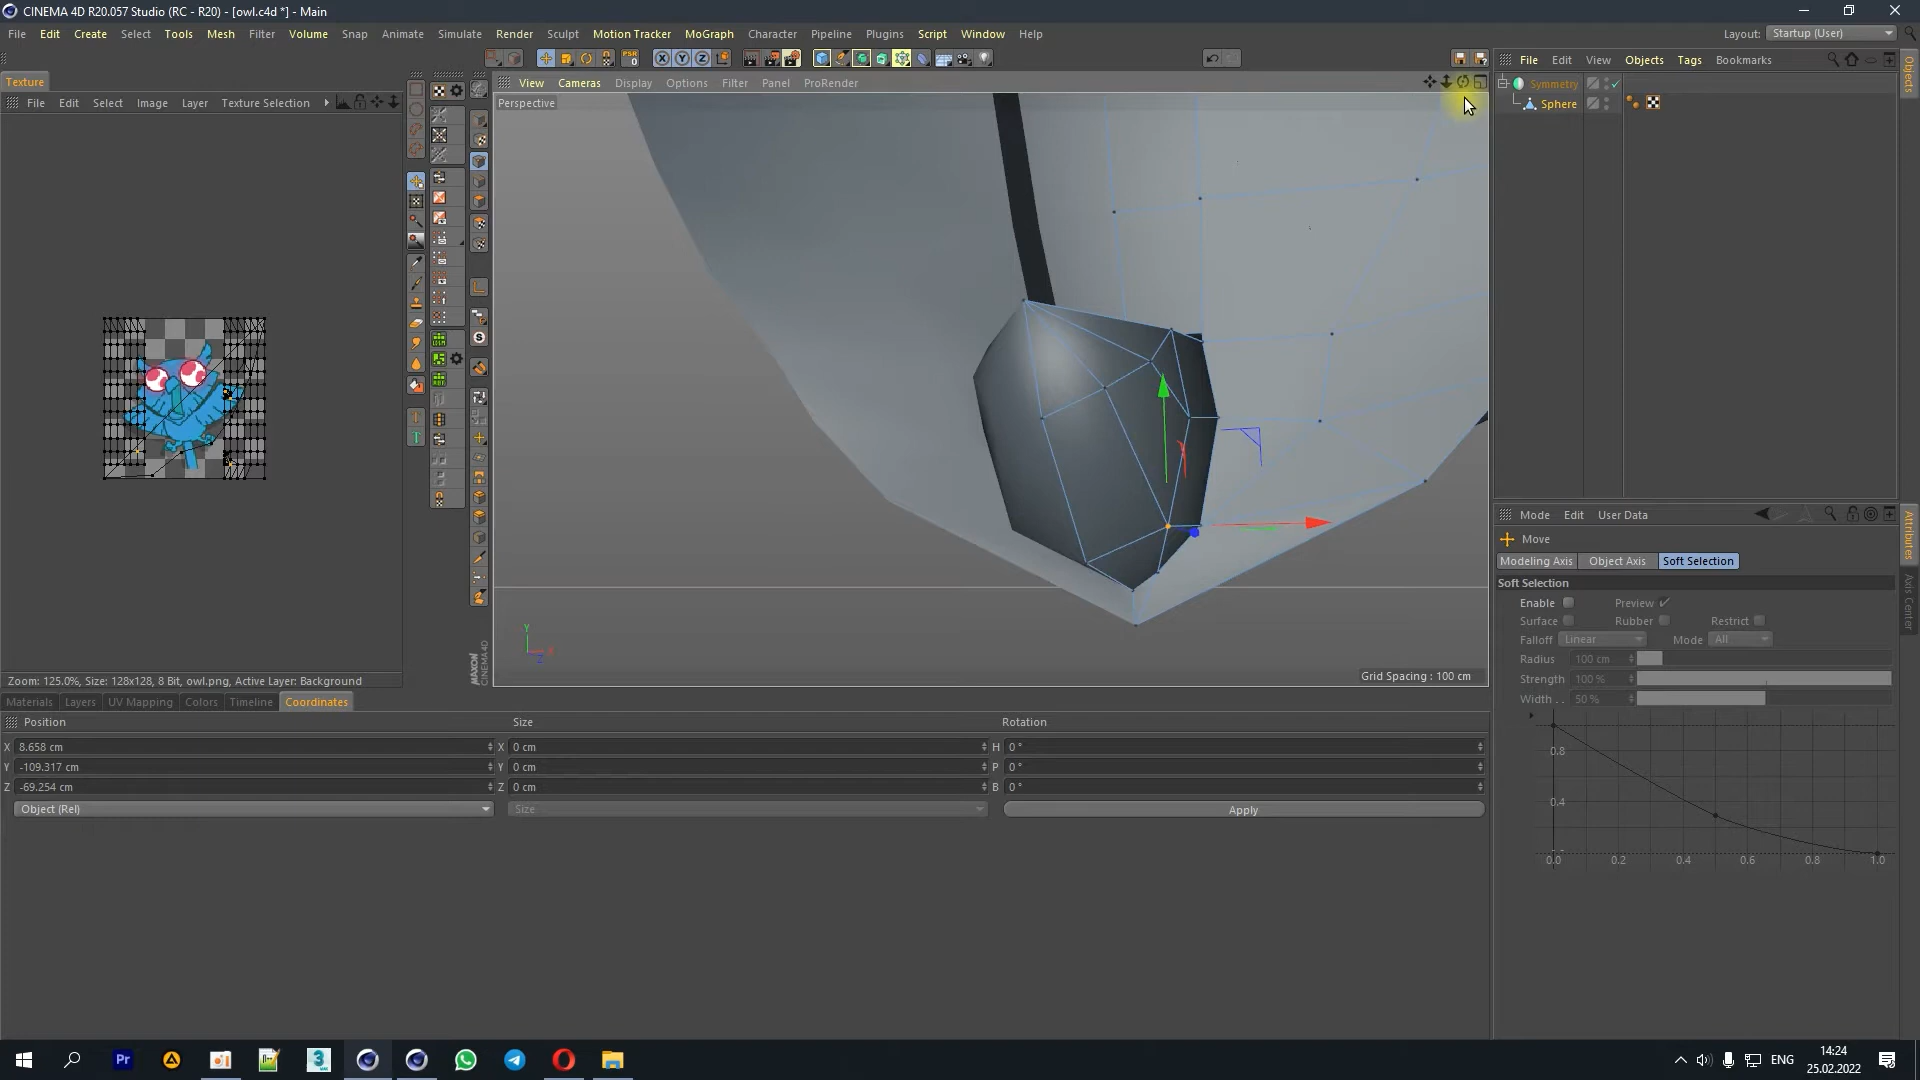 CINEMA 4D R20.057 Studio (RC - R20) - [owl.c4d *] - Main
File Edit Create Select Tools Mesh Filter Volume Snap Animate Simulate Render Sculpt Motion Tracker MoGraph Character Pipeline Plugins Script Window Help Layout: Startup (User)
PSR
X Y Z
File Edit View Objects Tags Bookmarks
Texture
View Cameras Display Options Filter Panel ProRender
Symmetry
Sphere
File Edit Select Image Layer Texture Selection
Perspective
Objects
Grid Spacing : 100 cm
Y
X
Z
MAXON
CINEMA 4D
Zoom: 125.0%, Size: 128x128, 8 Bit, owl.png, Active Layer: Background
Materials Layers UV Mapping Colors Timeline Coordinates
Position Size Rotation
X 8.658 cm X 0 cm H 0 °
Y -109.317 cm Y 0 cm P 0 °
Z -69.254 cm Z 0 cm B 0 °
Object (Rel) Size Apply
Mode Edit User Data
Move
Modeling Axis Object Axis Soft Selection
Soft Selection
Enable Preview
Surface Rubber Restrict
Falloff Linear Mode All
Radius 100 cm
Strength 100 %
Width . . 50 %
0.8
0.4
0.0 0.2 0.4 0.6 0.8 1.0
Attributes
Axis Center
ENG
14:24
25.02.2022